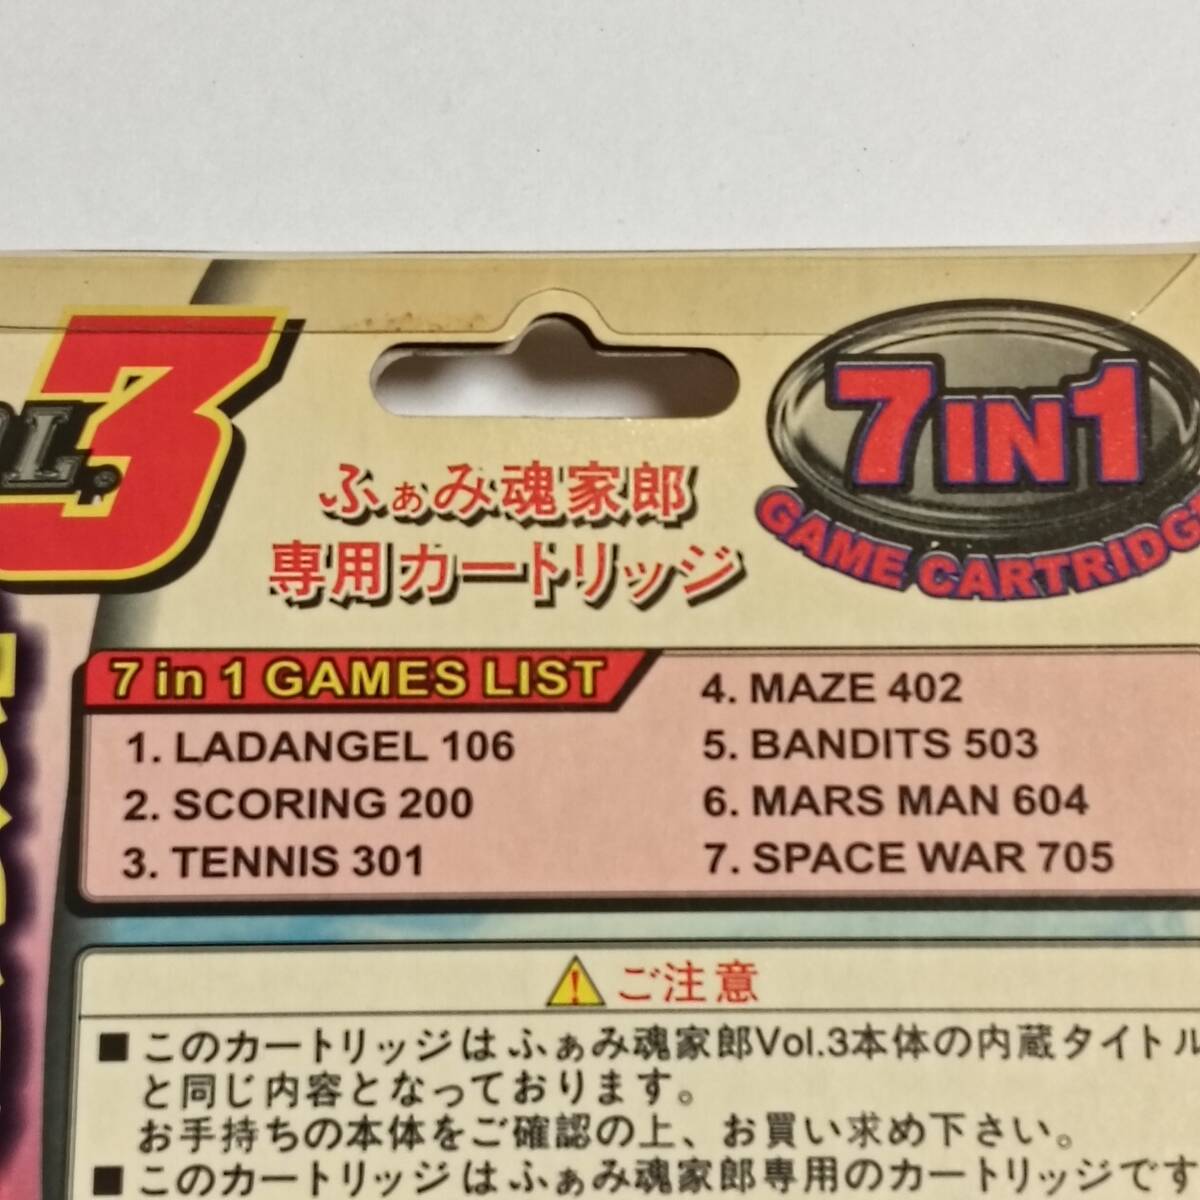 OL.3
ふぁみ魂家郎
専用カートリッジ
7IN1
GAME CARTRIDG
7 in 1 GAMES LIST
1. LADANGEL 106
2. SCORING 200
3. TENNIS 301
4. MAZE 402
5. BANDITS 503
6. MARS MAN 604
7. SPACE WAR 705
ご注意
■このカートリッジはふぁみ魂家郎Vol.3本体の内蔵タイトル
と同じ内容となっております。
お手持ちの本体をご確認の上、お買い求め下さい。
■このカートリッジはふぁみ魂家郎専用のカートリッジです